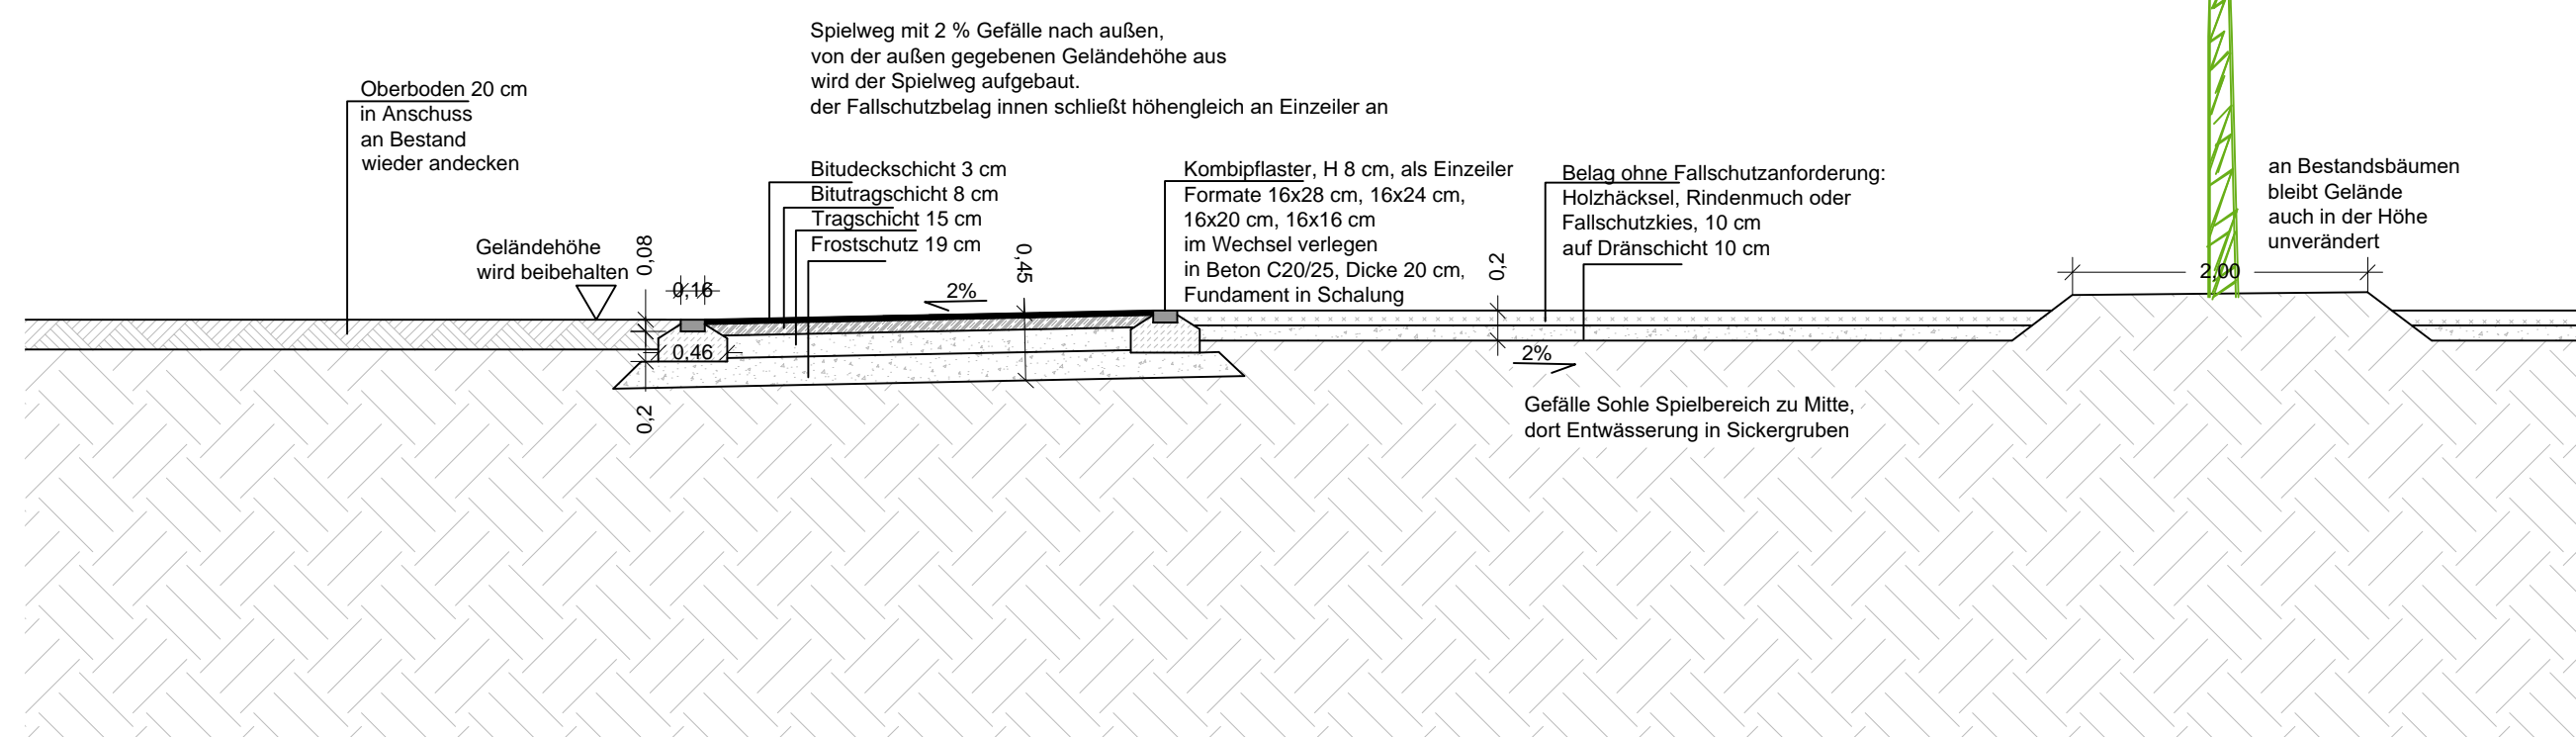 Spielweg mit 2 % Gefälle nach außen,
von der außen gegebenen Geländehöhe aus
wird der Spielweg aufgebaut.
der Fallschutzbelag innen schließt höhengleich an Einzeiler an
Oberboden 20 cm
in Anschuss
an Bestand
wieder andecken
Geländehöhe
wird beibehalten
Bitudeckschicht 3 cm
Bitutragschicht 8 cm
Tragschicht 15 cm
Frostschutz 19 cm
Kombipflaster, H 8 cm, als Einzeiler
Formate 16x28 cm, 16x24 cm,
16x20 cm, 16x16 cm
im Wechsel verlegen
in Beton C20/25, Dicke 20 cm,
Fundament in Schalung
Belag ohne Fallschutzanforderung:
Holzhäcksel, Rindenmuch oder
Fallschutzkies, 10 cm
auf Dränschicht 10 cm
an Bestandsbäumen
bleibt Gelände
auch in der Höhe
unverändert
0,08
0,16
0,46
0,2
2%
0,45
0,2
2%
2,00
Gefälle Sohle Spielbereich zu Mitte,
dort Entwässerung in Sickergruben